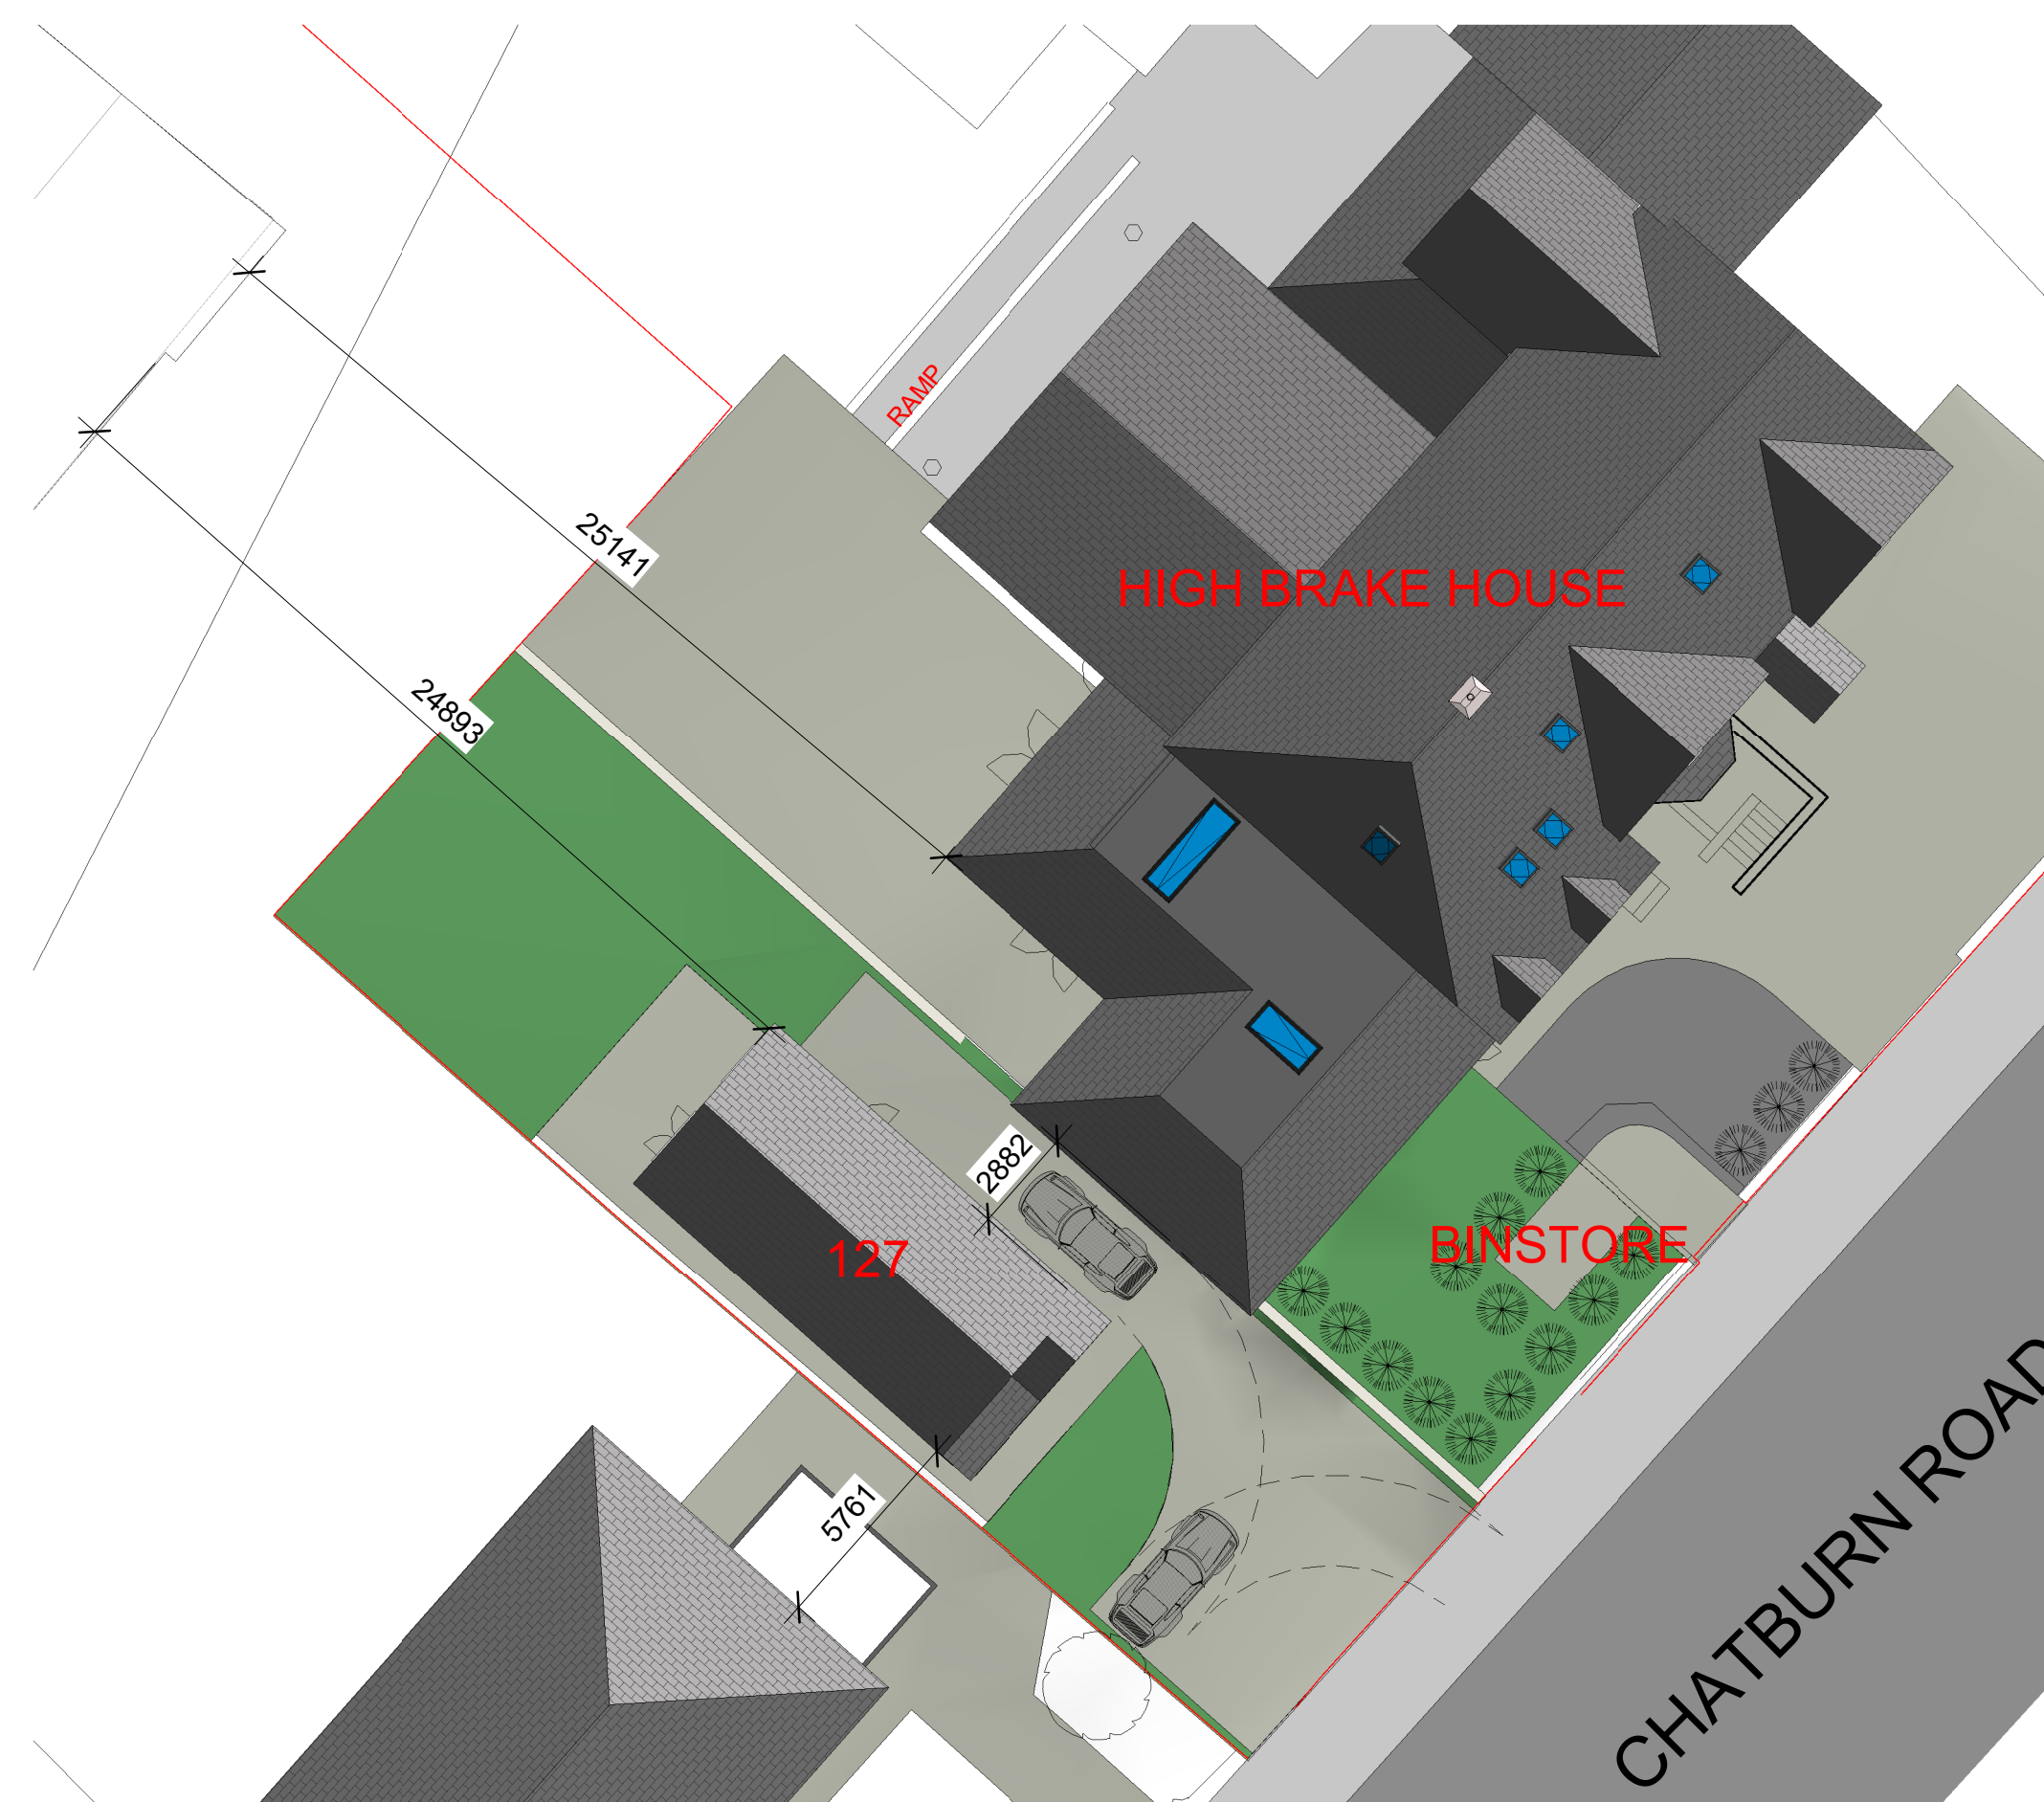 RAMP
25141
HIGH BRAKE HOUSE
24893
2882
127
BINSTORE
5761
CHATBURN ROAD